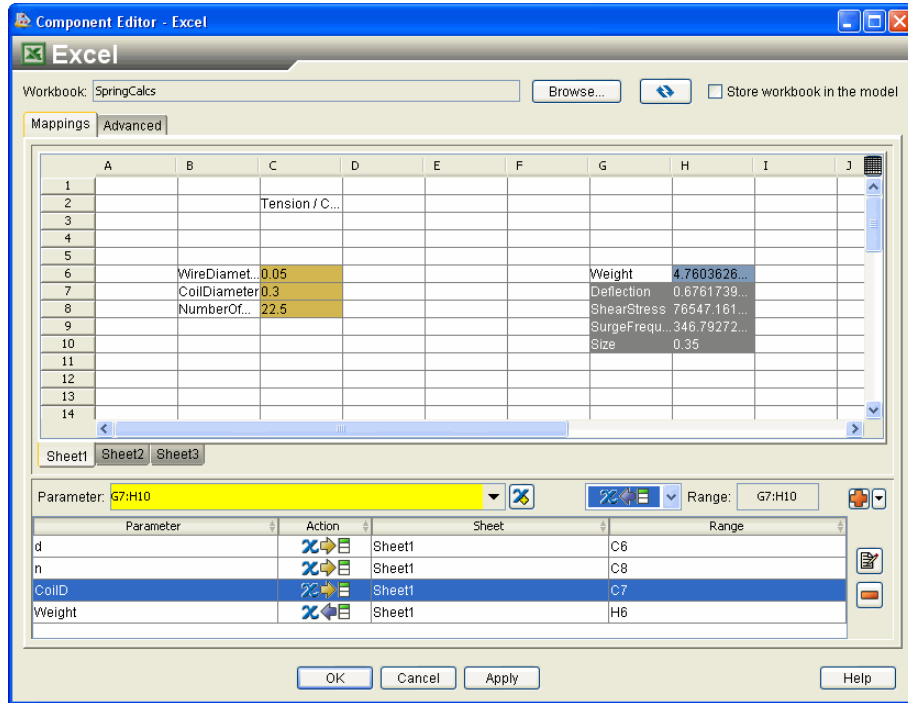 Component Editor - Excel
Excel
Workbook: SpringCalcs Browse... Store workbook in the model
Mappings Advanced
A B C D E F G H I J
1
2 Tension / C...
3
4
5
6 WireDiamet... 0.05 Weight 4.7603626...
7 CoilDiameter 0.3 Deflection 0.6761739...
8 NumberOf... 22.5 ShearStress 76547.161...
9 SurgeFrequ... 346.79272...
10 Size 0.35
11
12
13
14
Sheet1 Sheet2 Sheet3
Parameter: G7:H10 Range: G7:H10
Parameter Action Sheet Range
d Sheet1 C6
n Sheet1 C8
CoilD Sheet1 C7
Weight Sheet1 H6
OK Cancel Apply Help